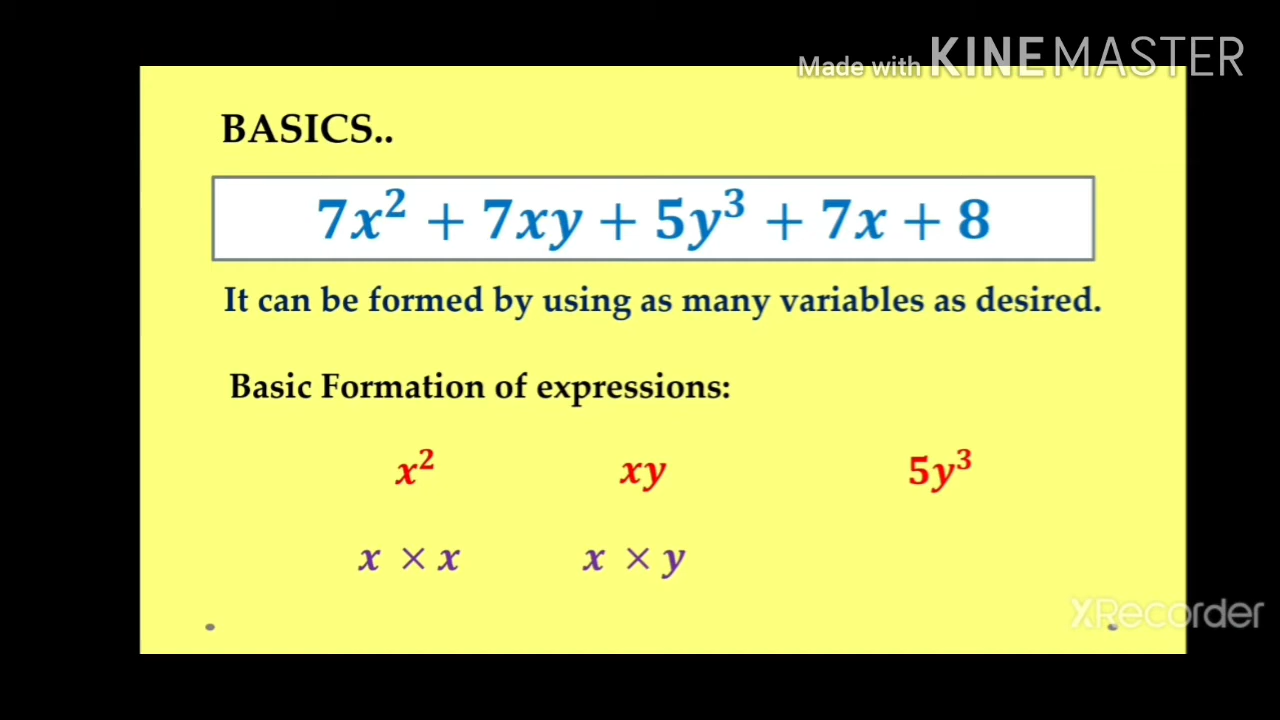 Made with KINEMASTER
BASICS..
7x² + 7xy + 5y³ + 7x + 8
It can be formed by using as many variables as desired.
Basic Formation of expressions:
x² xy 5y³
x × x x × y
XRecorder